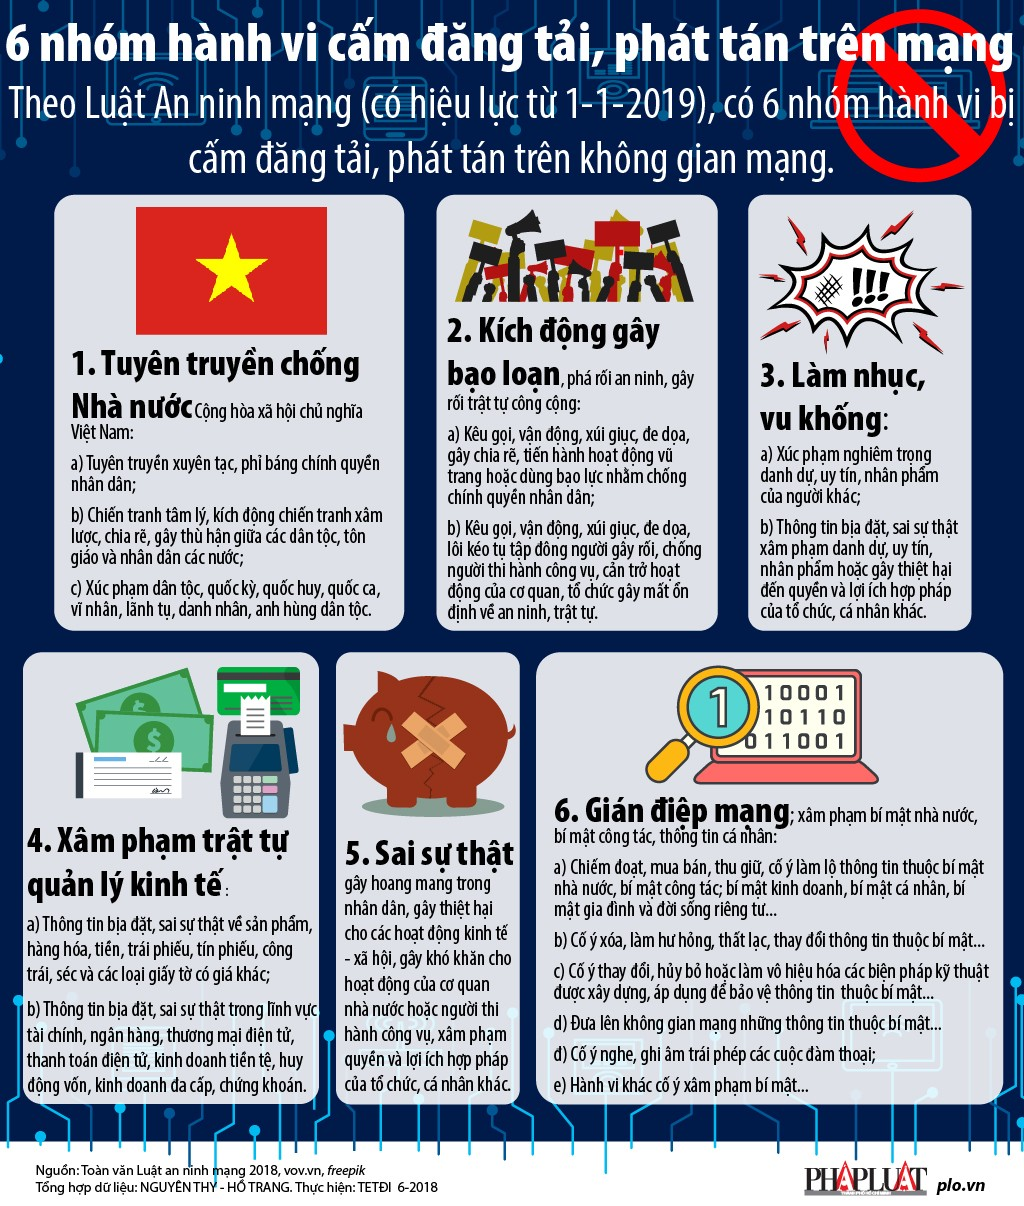 6 nhóm hành vi cấm đăng tải, phát tán trên mạng
Theo Luật An ninh mạng (có hiệu lực từ 1-1-2019), có 6 nhóm hành vi bị
cấm đăng tải, phát tán trên không gian mạng.
1. Tuyên truyền chống
Nhà nước Cộng hòa xã hội chủ nghĩa
Việt Nam:
a) Tuyên truyền xuyên tạc, phỉ báng chính quyền
nhân dân;
b) Chiến tranh tâm lý, kích động chiến tranh xâm
lược, chia rẽ, gây thù hận giữa các dân tộc, tôn
giáo và nhân dân các nước;
c) Xúc phạm dân tộc, quốc kỳ, quốc huy, quốc ca,
vĩ nhân, lãnh tụ, danh nhân, anh hùng dân tộc.
2. Kích động gây
bạo loạn, phá rối an ninh, gây
rối trật tự công cộng:
a) Kêu gọi, vận động, xúi giục, đe dọa,
gây chia rẽ, tiến hành hoạt động vũ
trang hoặc dùng bạo lực nhằm chống
chính quyền nhân dân;
b) Kêu gọi, vận động, xúi giục, đe dọa,
lôi kéo tụ tập đông người gây rối, chống
người thi hành công vụ, cản trở hoạt
động của cơ quan, tổ chức gây mất ổn
định về an ninh, trật tự.
!!!
3. Làm nhục,
vu khống:
a) Xúc phạm nghiêm trọng
danh dự, uy tín, nhân phẩm
của người khác;
b) Thông tin bịa đặt, sai sự thật
xâm phạm danh dự, uy tín,
nhân phẩm hoặc gây thiệt hại
đến quyền và lợi ích hợp pháp
của tổ chức, cá nhân khác.
$
4. Xâm phạm trật tự
quản lý kinh tế :
a) Thông tin bịa đặt, sai sự thật về sản phẩm,
hàng hóa, tiền, trái phiếu, tín phiếu, công
trái, séc và các loại giấy tờ có giá khác;
b) Thông tin bịa đặt, sai sự thật trong lĩnh vực
tài chính, ngân hàng, thương mại điện tử,
thanh toán điện tử, kinh doanh tiền tệ, huy
động vốn, kinh doanh đa cấp, chứng khoán.
5. Sai sự thật
gây hoang mang trong
nhân dân, gây thiệt hại
cho các hoạt động kinh tế
- xã hội, gây khó khăn cho
hoạt động của cơ quan
nhà nước hoặc người thi
hành công vụ, xâm phạm
quyền và lợi ích hợp pháp
của tổ chức, cá nhân khác.
1 10001
10110
011001
6. Gián điệp mạng; xâm phạm bí mật nhà nước,
bí mật công tác, thông tin cá nhân:
a) Chiếm đoạt, mua bán, thu giữ, cố ý làm lộ thông tin thuộc bí mật
nhà nước, bí mật công tác; bí mật kinh doanh, bí mật cá nhân, bí
mật gia đình và đời sống riêng tư...
b) Cố ý xóa, làm hư hỏng, thất lạc, thay đổi thông tin thuộc bí mật...
c) Cố ý thay đổi, hủy bỏ hoặc làm vô hiệu hóa các biện pháp kỹ thuật
được xây dựng, áp dụng để bảo vệ thông tin thuộc bí mật...
d) Đưa lên không gian mạng những thông tin thuộc bí mật...
đ) Cố ý nghe, ghi âm trái phép các cuộc đàm thoại;
e) Hành vi khác cố ý xâm phạm bí mật...
Nguồn: Toàn văn Luật an ninh mạng 2018, vov.vn, freepik
Tổng hợp dữ liệu: NGUYÊN THY - HỒ TRANG. Thực hiện: TETĐI 6-2018
PHÁP LUẬT plo.vn
THÀNH PHỐ HỒ CHÍ MINH